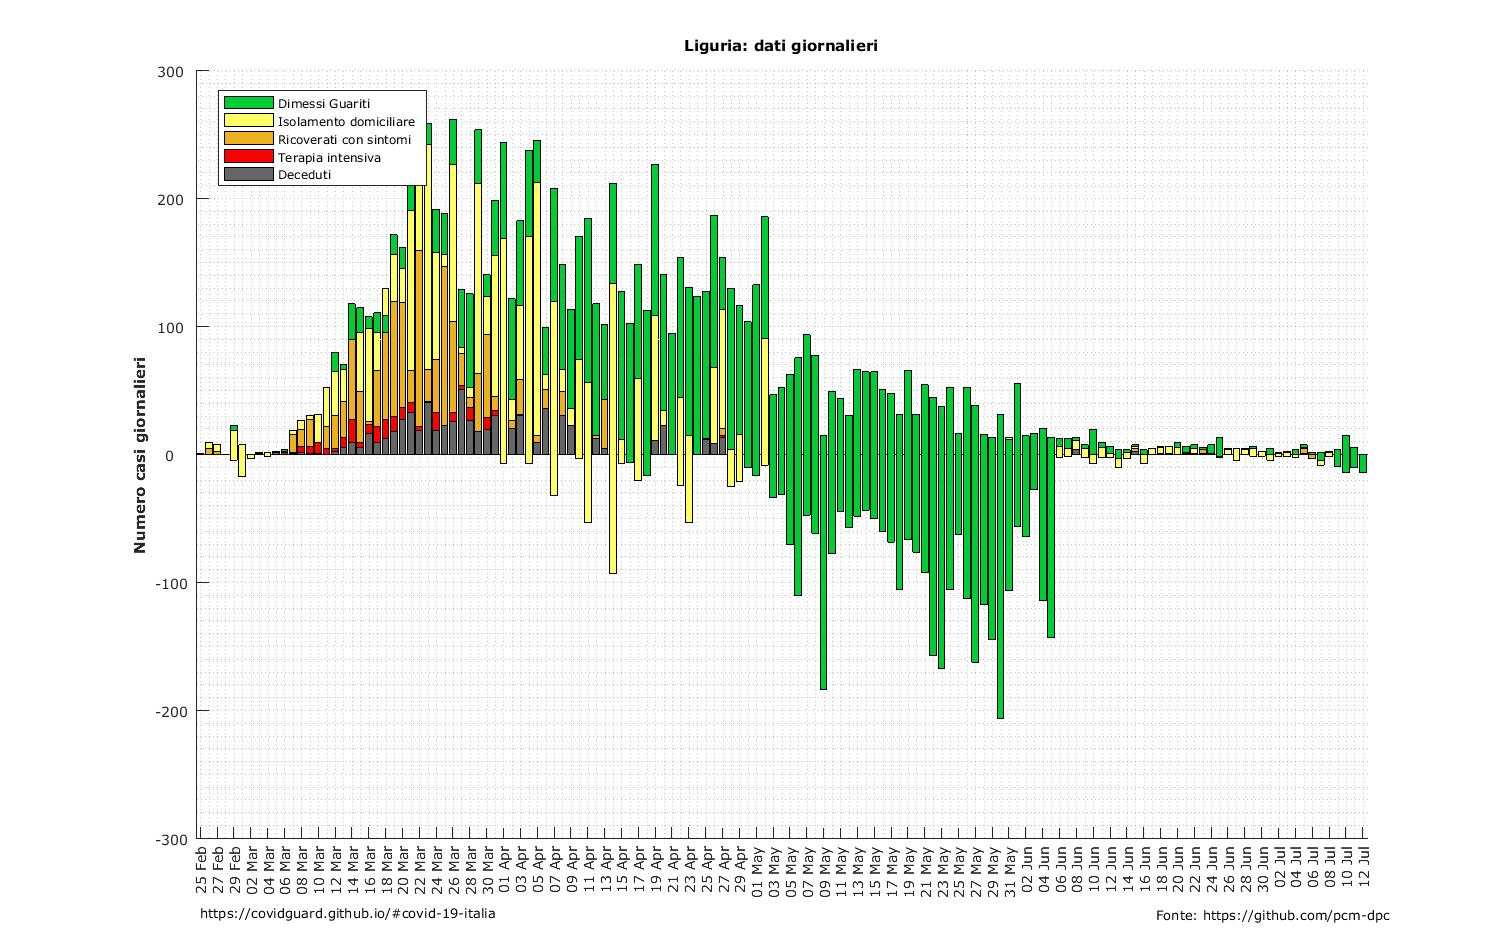 Liguria: dati giornalieri
300
200
100
0
-100
-200
-300
Numero casi giornalieri
Dimessi Guariti
Isolamento domiciliare
Ricoverati con sintomi
Terapia intensiva
Deceduti
25 Feb
27 Feb
29 Feb
02 Mar
04 Mar
06 Mar
08 Mar
10 Mar
12 Mar
14 Mar
16 Mar
18 Mar
20 Mar
22 Mar
24 Mar
26 Mar
28 Mar
30 Mar
01 Apr
03 Apr
05 Apr
07 Apr
09 Apr
11 Apr
13 Apr
15 Apr
17 Apr
19 Apr
21 Apr
23 Apr
25 Apr
27 Apr
29 Apr
01 May
03 May
05 May
07 May
09 May
11 May
13 May
15 May
17 May
19 May
21 May
23 May
25 May
27 May
29 May
31 May
02 Jun
04 Jun
06 Jun
08 Jun
10 Jun
12 Jun
14 Jun
16 Jun
18 Jun
20 Jun
22 Jun
24 Jun
26 Jun
28 Jun
30 Jun
02 Jul
04 Jul
06 Jul
08 Jul
10 Jul
12 Jul
https://covidguard.github.io/#covid-19-italia
Fonte: https://github.com/pcm-dpc